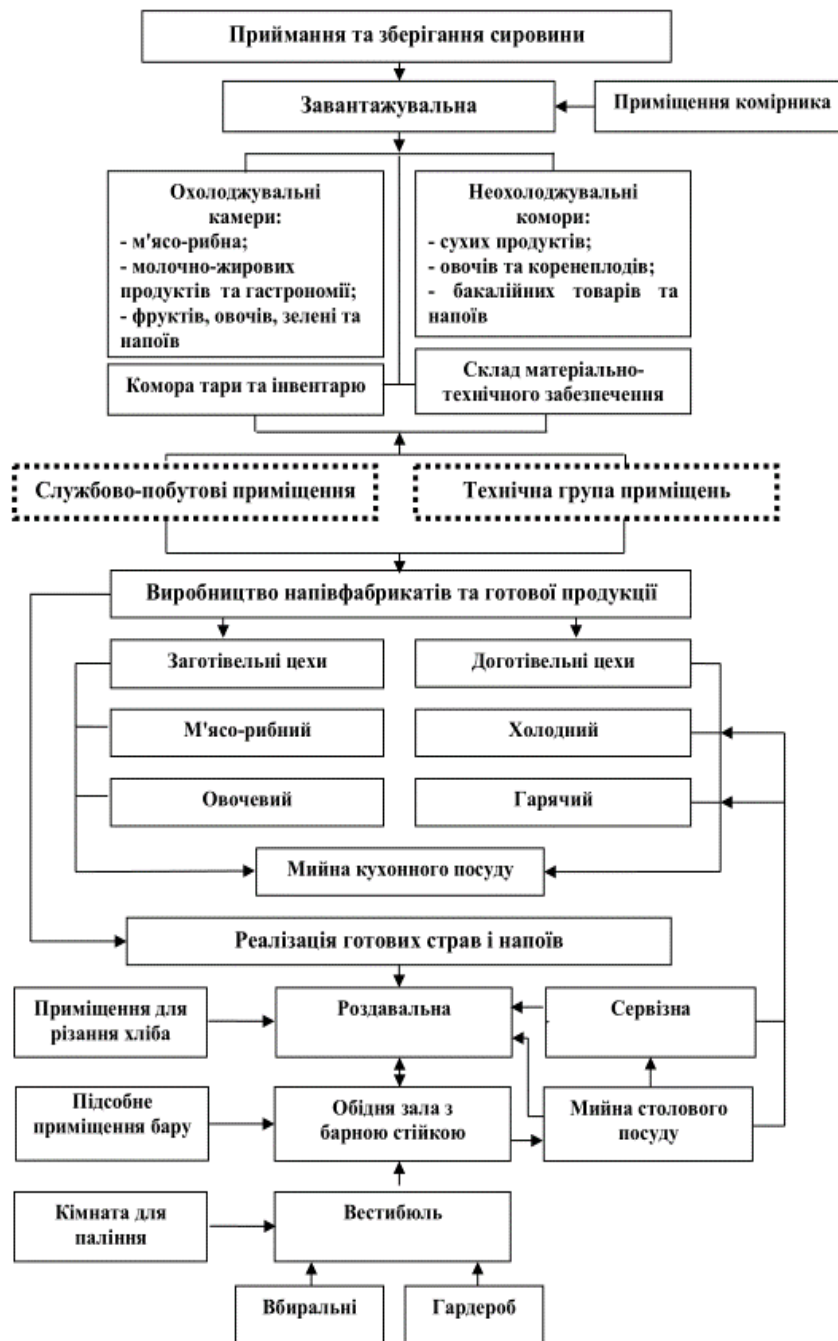 Приймання та зберігання сировини
Завантажувальна
Приміщення комірника
Охолоджувальні
камери:
- м'ясо-рибна;
- молочно-жирових
продуктів та гастрономії;
- фруктів, овочів, зелені та
напоїв
Неохолоджувальні
комори:
- сухих продуктів;
- овочів та коренеплодів;
- бакалійних товарів та
напоїв
Комора тари та інвентарю
Склад матеріально-
технічного забезпечення
Службово-побутові приміщення
Технічна група приміщень
Виробництво напівфабрикатів та готової продукції
Заготівельні цехи
Доготівельні цехи
М'ясо-рибний
Холодний
Овочевий
Гарячий
Мийна кухонного посуду
Реалізація готових страв і напоїв
Приміщення для
різання хліба
Роздавальна
Сервізна
Підсобне
приміщення бару
Обідня зала з
барною стійкою
Мийна столового
посуду
Кімната для
паління
Вестибюль
Вбиральні
Гардероб